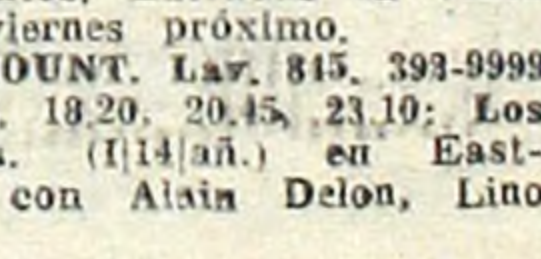 viernes próximo.
OUNT. Lav. 845. 393-9999
. 18.20, 20.45, 23.10: Los
. (I|14|añ.) en East-
con Alain Delon, Lino